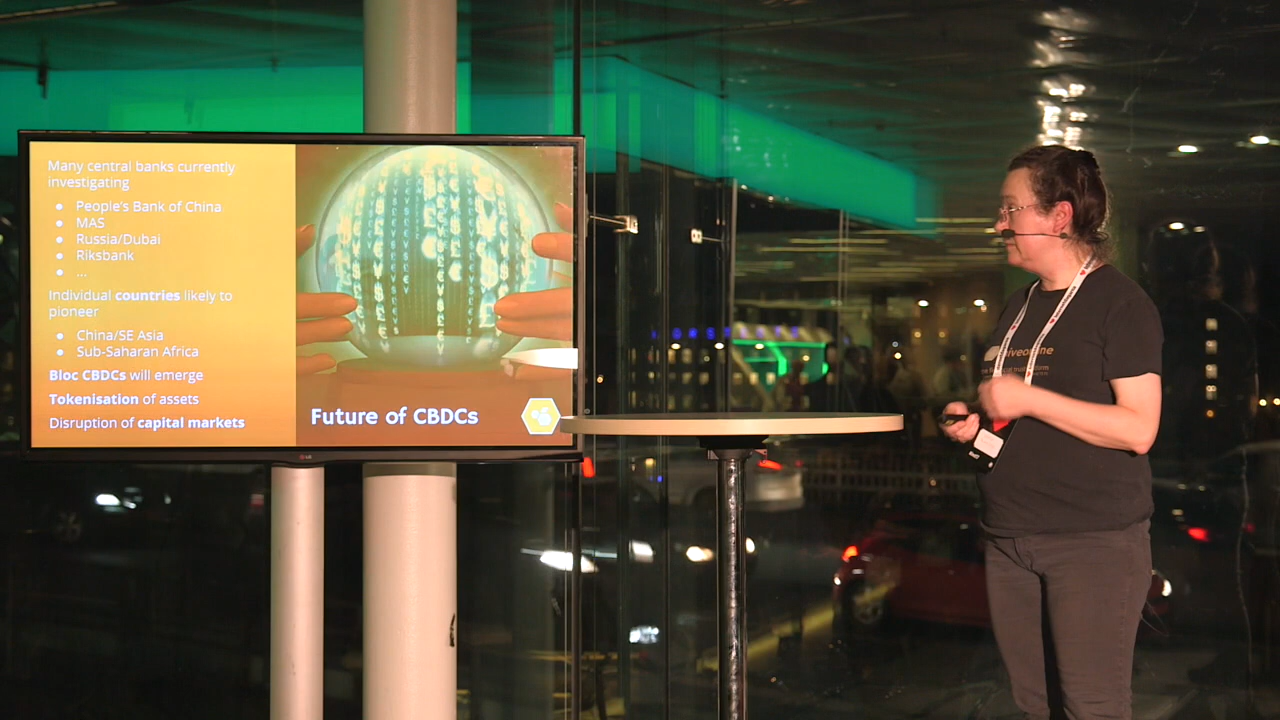 Many central banks currently
investigating
● People's Bank of China
● MAS
● Russia/Dubai
● Riksbank
● ...
Individual countries likely to
pioneer
● China/SE Asia
● Sub-Saharan Africa
Bloc CBDCs will emerge
Tokenisation of assets
Disruption of capital markets
Future of CBDCs
LG